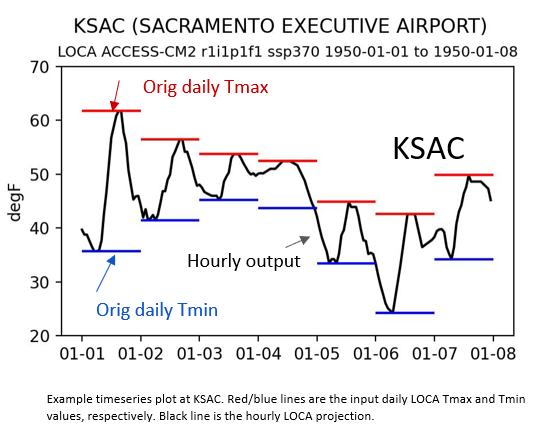 KSAC (SACRAMENTO EXECUTIVE AIRPORT)
LOCA ACCESS-CM2 r1i1p1f1 ssp370 1950-01-01 to 1950-01-08
70
60
50
40
30
20
degF
Orig daily Tmax
KSAC
Hourly output
Orig daily Tmin
01-01 01-02 01-03 01-04 01-05 01-06 01-07 01-08
Example timeseries plot at KSAC. Red/blue lines are the input daily LOCA Tmax and Tmin
values, respectively. Black line is the hourly LOCA projection.